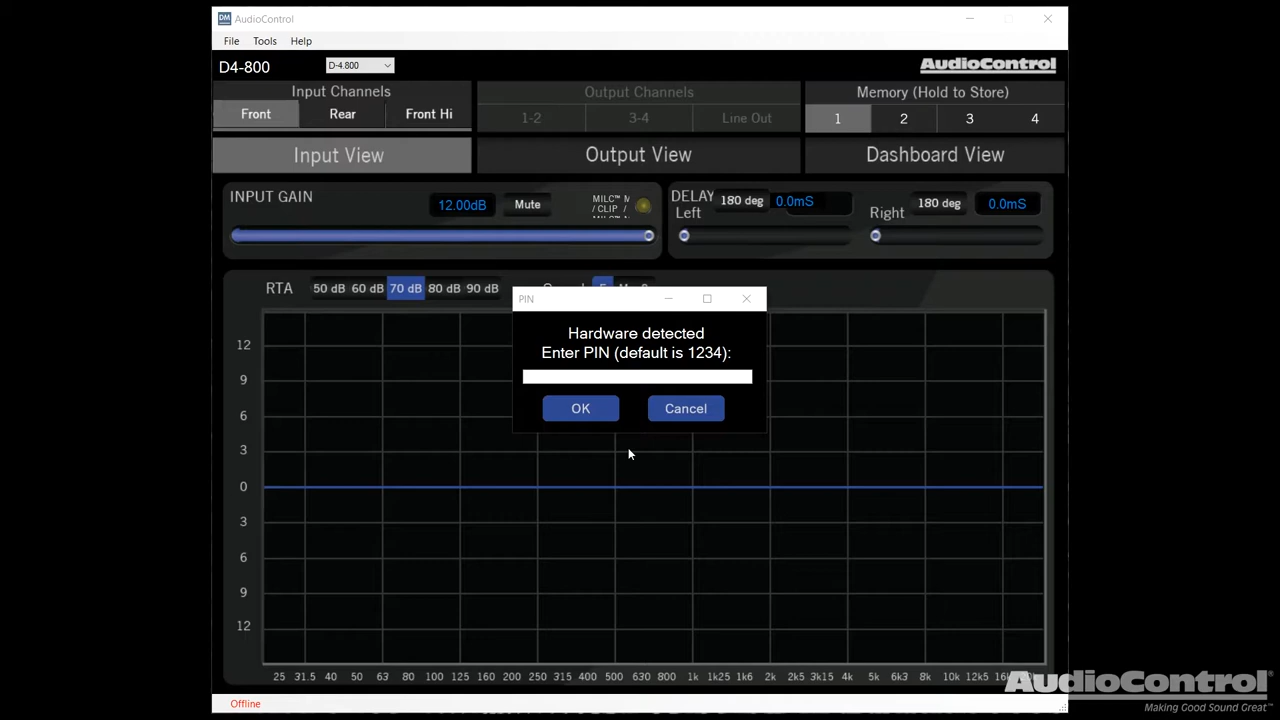 AudioControl
File Tools Help
D4-800 D-4.800 AudioControl
Input Channels Output Channels Memory (Hold to Store)
Front Rear Front Hi 1-2 3-4 Line Out 1 2 3 4
Input View Output View Dashboard View
INPUT GAIN 12.00dB Mute MILC™ M
/ CLIP /
DELAY
Left 180 deg 0.0mS Right 180 deg 0.0mS
RTA 50 dB 60 dB 70 dB 80 dB 90 dB
PIN
Hardware detected
Enter PIN (default is 1234):
OK Cancel
12
9
6
3
0
3
6
9
12
25 31.5 40 50 63 80 100 125 160 200 250 315 400 500 630 800 1k 1k25 1k6 2k 2k5 3k15 4k 5k 6k3 8k 10k 12k5 16k
AudioControl
Making Good Sound Great™
Offline